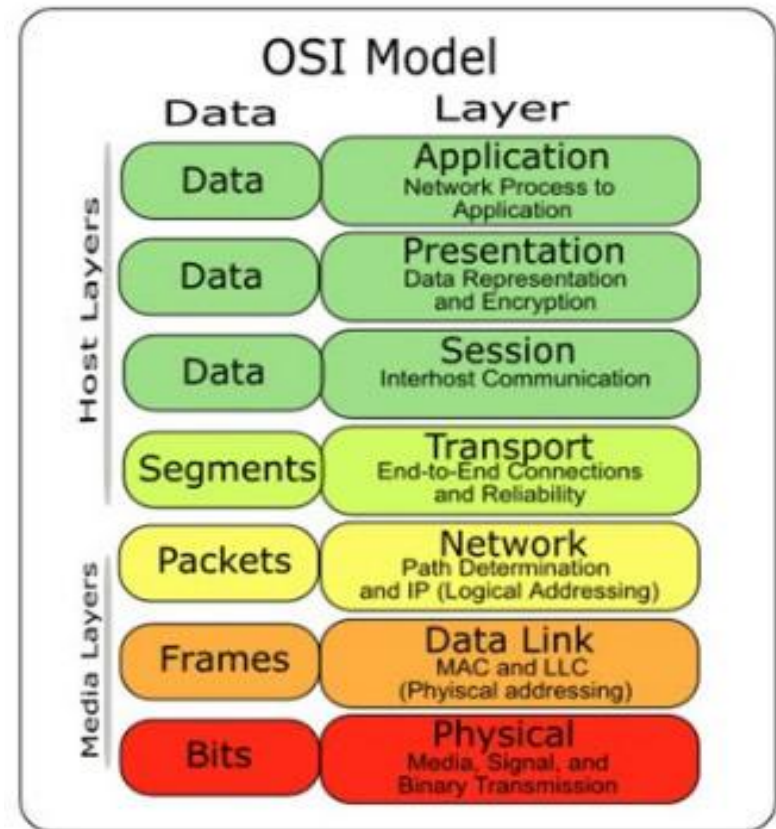 OSI Model
Data Layer
Host Layers
Data
Application
Network Process to
Application
Data
Presentation
Data Representation
and Encryption
Data
Session
Interhost Communication
Segments
Transport
End-to-End Connections
and Reliability
Media Layers
Packets
Network
Path Determination
and IP (Logical Addressing)
Frames
Data Link
MAC and LLC
(Phyiscal addressing)
Bits
Physical
Media, Signal, and
Binary Transmission